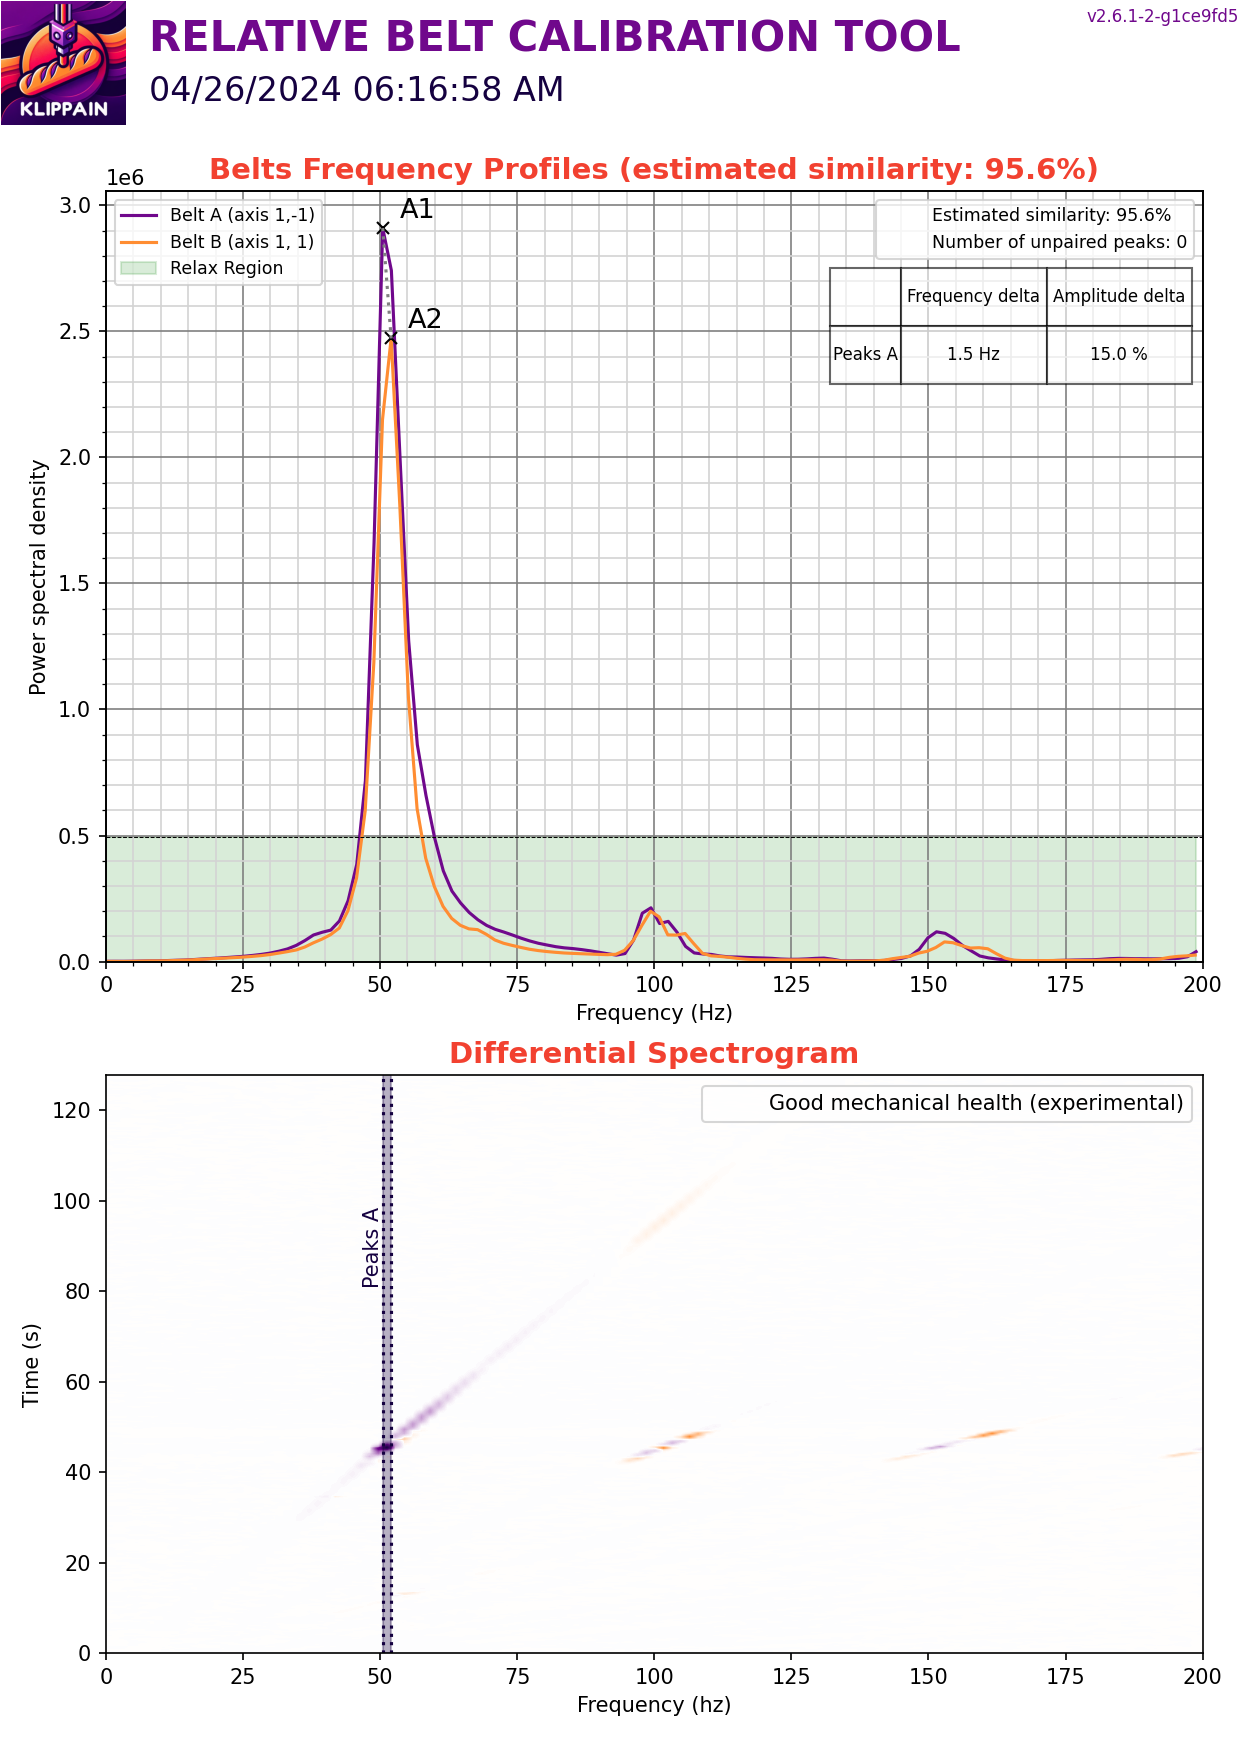 KLIPPAIN
RELATIVE BELT CALIBRATION TOOL
04/26/2024 06:16:58 AM
v2.6.1-2-g1ce9fd5
Belts Frequency Profiles (estimated similarity: 95.6%)
1e6
Belt A (axis 1,-1)
Belt B (axis 1, 1)
Relax Region
A1
A2
Estimated similarity: 95.6%
Number of unpaired peaks: 0
Frequency delta Amplitude delta
Peaks A 1.5 Hz 15.0 %
Power spectral density
3.0
2.5
2.0
1.5
1.0
0.5
0.0
0 25 50 75 100 125 150 175 200
Frequency (Hz)
Differential Spectrogram
Good mechanical health (experimental)
Peaks A
Time (s)
120
100
80
60
40
20
0
0 25 50 75 100 125 150 175 200
Frequency (hz)